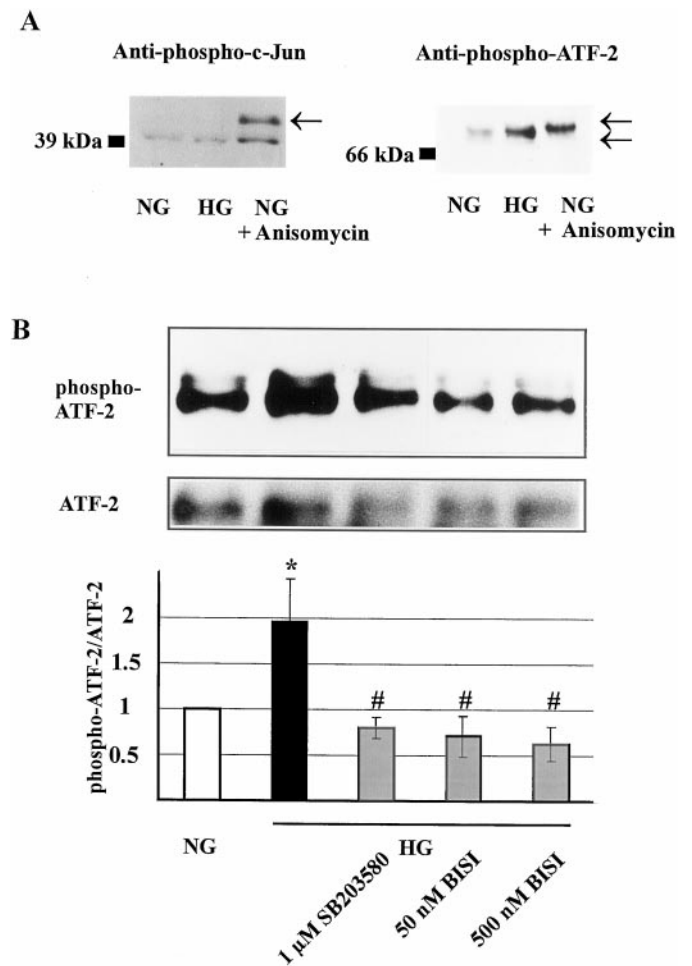 A
Anti-phospho-c-Jun
Anti-phospho-ATF-2
39 kDa
66 kDa
NG HG NG
+ Anisomycin
NG HG NG
+ Anisomycin
B
phospho-
ATF-2
ATF-2
phospho-ATF-2/ATF-2
2
1.5
1
0.5
*
# # #
NG
HG
1 µM SB203580
50 nM BISI
500 nM BISI